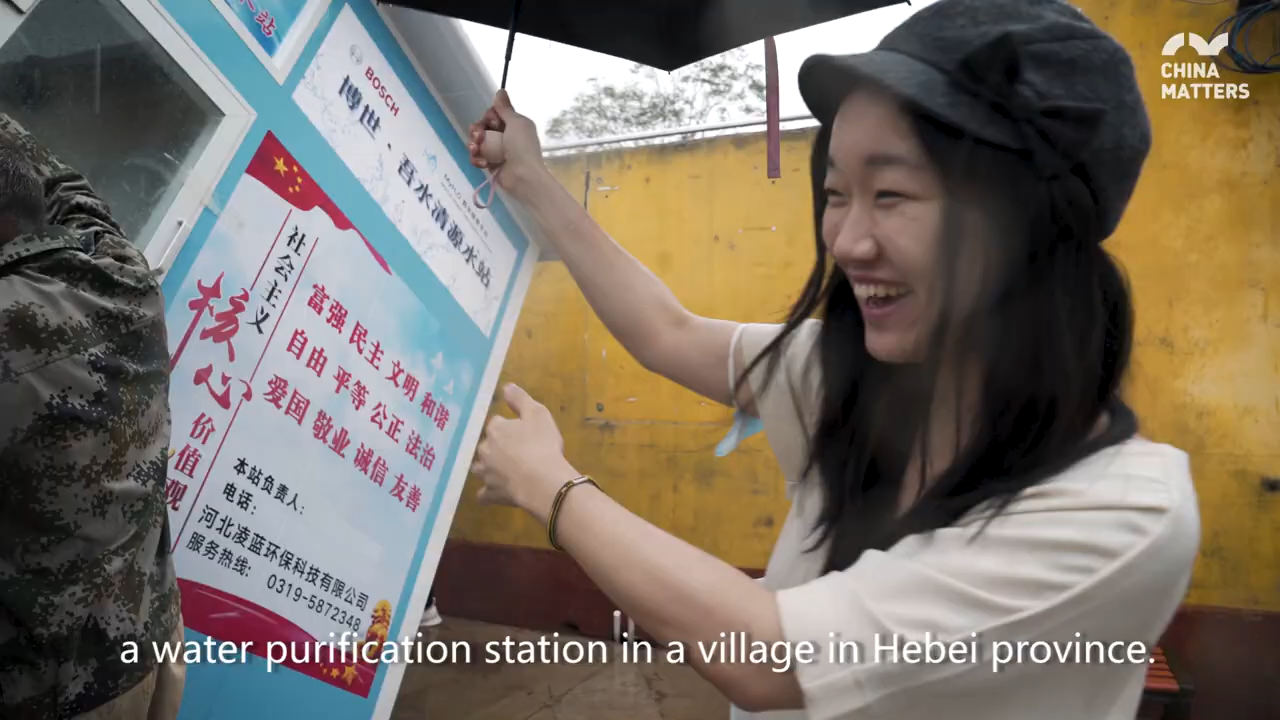 CHINA
MATTERS
水站
BOSCH
博世·吾水清源水站
社会主义
核心
价值观
富强 民主 文明 和谐
自由 平等 公正 法治
爱国 敬业 诚信 友善
本站负责人：
电话：
河北凌蓝环保科技有限公司
服务热线： 0319-5872348
a water purification station in a village in Hebei province.